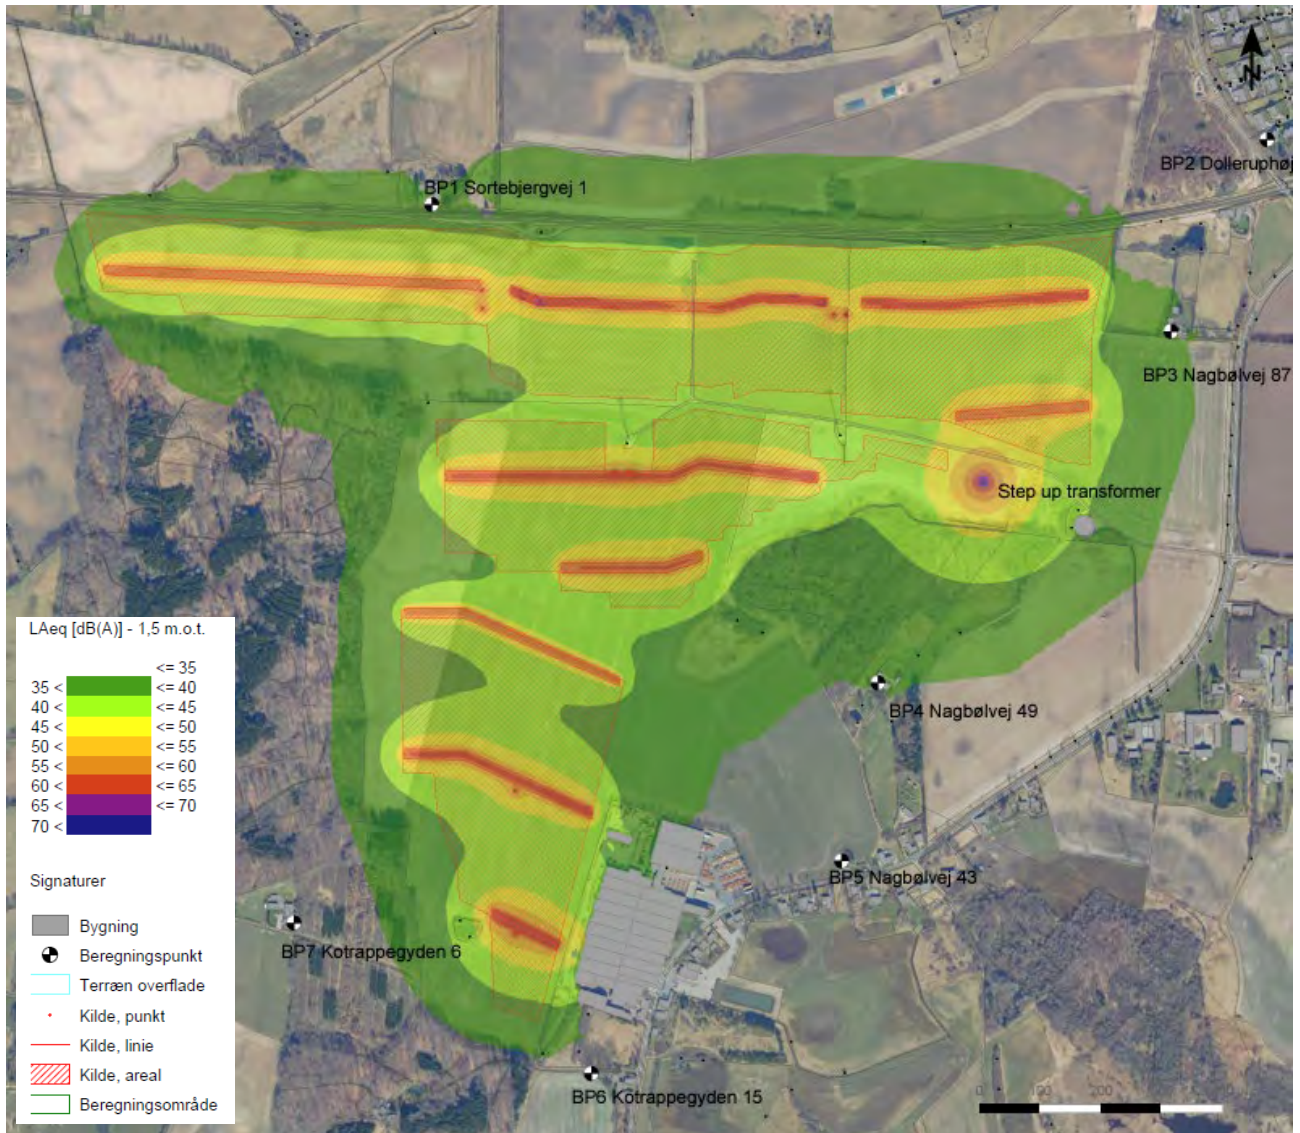 N
BP2 Dolleruphøj
BP1 Sortebjergvej 1
BP3 Nagbølvej 87
Step up transformer
BP4 Nagbølvej 49
BP5 Nagbølvej 43
BP7 Kotrappegyden 6
BP6 Kotrappegyden 15
LAeq [dB(A)] - 1,5 m.o.t.
<= 35
35 < <= 40
40 < <= 45
45 < <= 50
50 < <= 55
55 < <= 60
60 < <= 65
65 < <= 70
70 <
Signaturer
Bygning
Beregningspunkt
Terræn overflade
Kilde, punkt
Kilde, linie
Kilde, areal
Beregningsområde
0